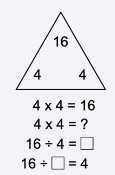 16
4 4
4 x 4 = 16
4 x 4 = ?
16 ÷ 4 = □
16 ÷ □ = 4